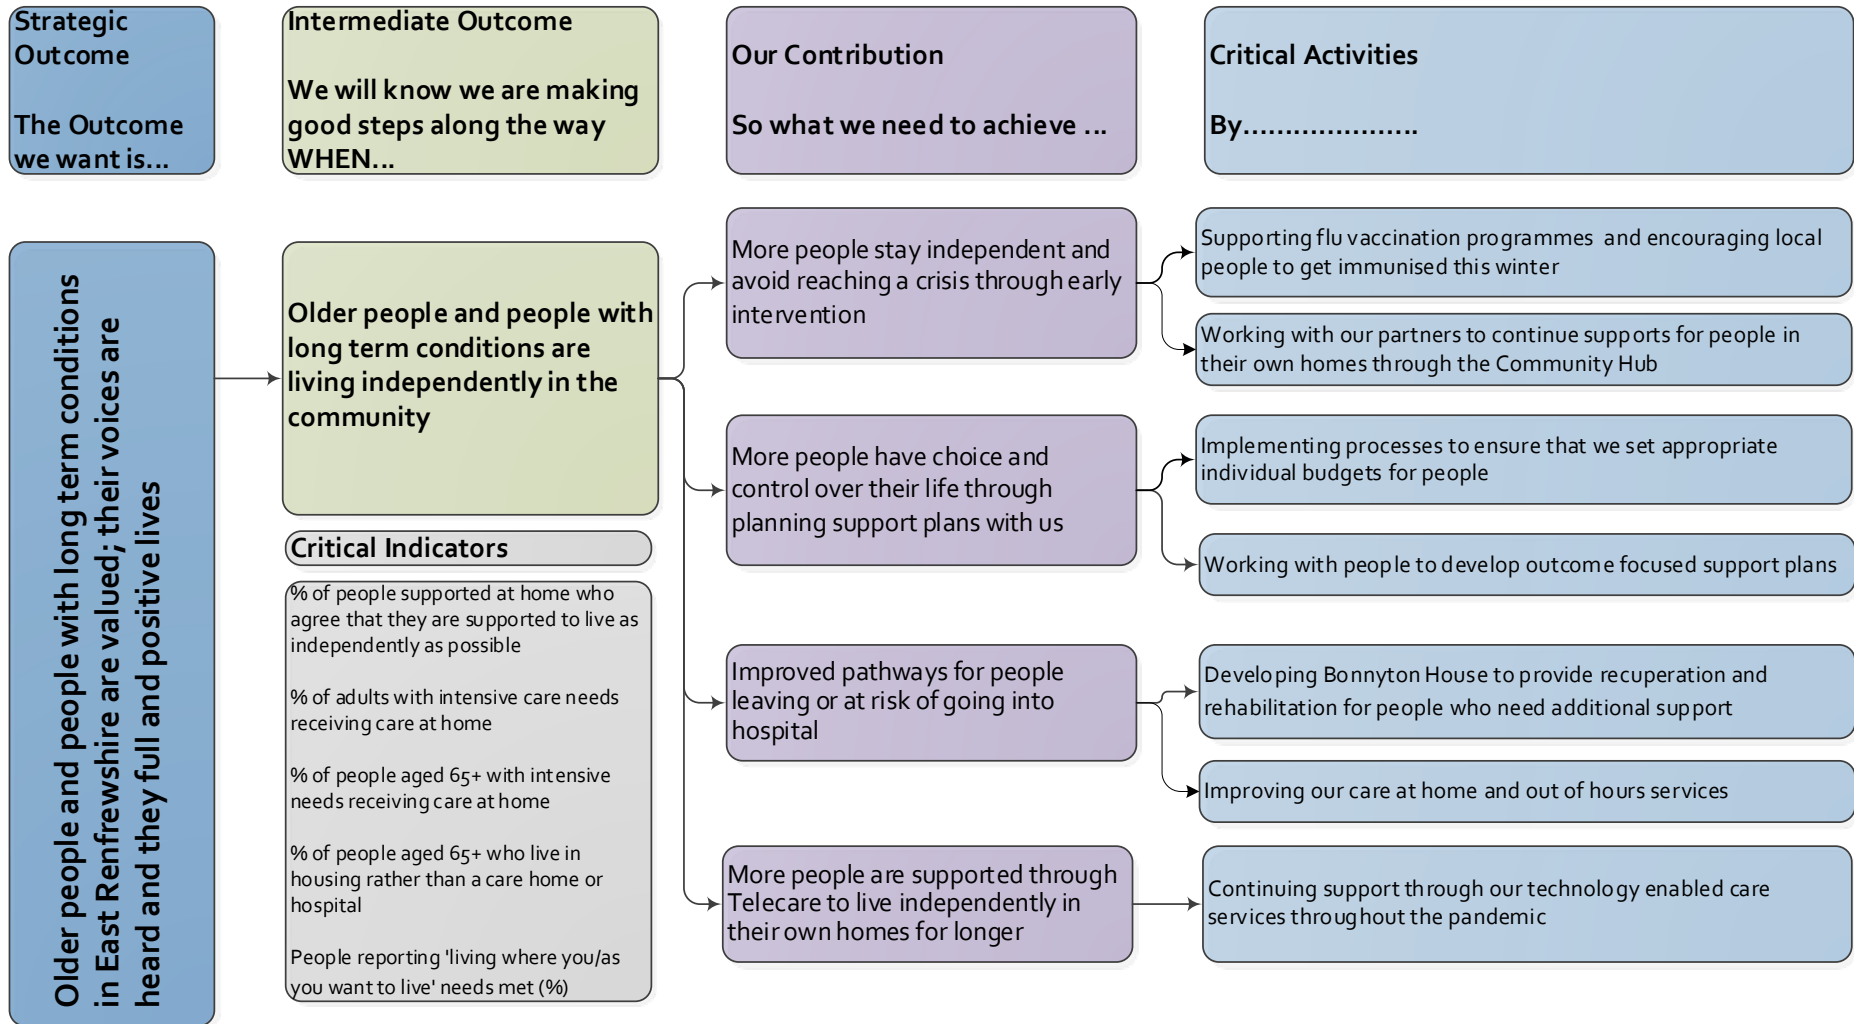 Strategic
Outcome
The Outcome
we want is...
Intermediate Outcome
We will know we are making
good steps along the way
WHEN...
Our Contribution
So what we need to achieve ...
Critical Activities
By.....................
Older people and people with long term conditions
in East Renfrewshire are valued; their voices are
heard and they full and positive lives
Older people and people with
long term conditions are
living independently in the
community
Critical Indicators
% of people supported at home who
agree that they are supported to live as
independently as possible
% of adults with intensive care needs
receiving care at home
% of people aged 65+ with intensive
needs receiving care at home
% of people aged 65+ who live in
housing rather than a care home or
hospital
People reporting 'living where you/as
you want to live' needs met (%)
More people stay independent and
avoid reaching a crisis through early
intervention
Supporting flu vaccination programmes and encouraging local
people to get immunised this winter
Working with our partners to continue supports for people in
their own homes through the Community Hub
More people have choice and
control over their life through
planning support plans with us
Implementing processes to ensure that we set appropriate
individual budgets for people
Working with people to develop outcome focused support plans
Improved pathways for people
leaving or at risk of going into
hospital
Developing Bonnyton House to provide recuperation and
rehabilitation for people who need additional support
Improving our care at home and out of hours services
More people are supported through
Telecare to live independently in
their own homes for longer
Continuing support through our technology enabled care
services throughout the pandemic